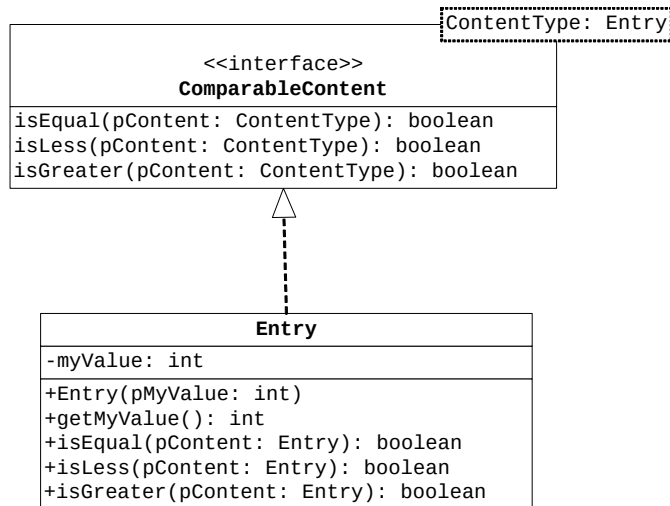 ContentType: Entry
<<interface>>
ComparableContent
isEqual(pContent: ContentType): boolean
isLess(pContent: ContentType): boolean
isGreater(pContent: ContentType): boolean
Entry
-myValue: int
+Entry(pMyValue: int)
+getMyValue(): int
+isEqual(pContent: Entry): boolean
+isLess(pContent: Entry): boolean
+isGreater(pContent: Entry): boolean